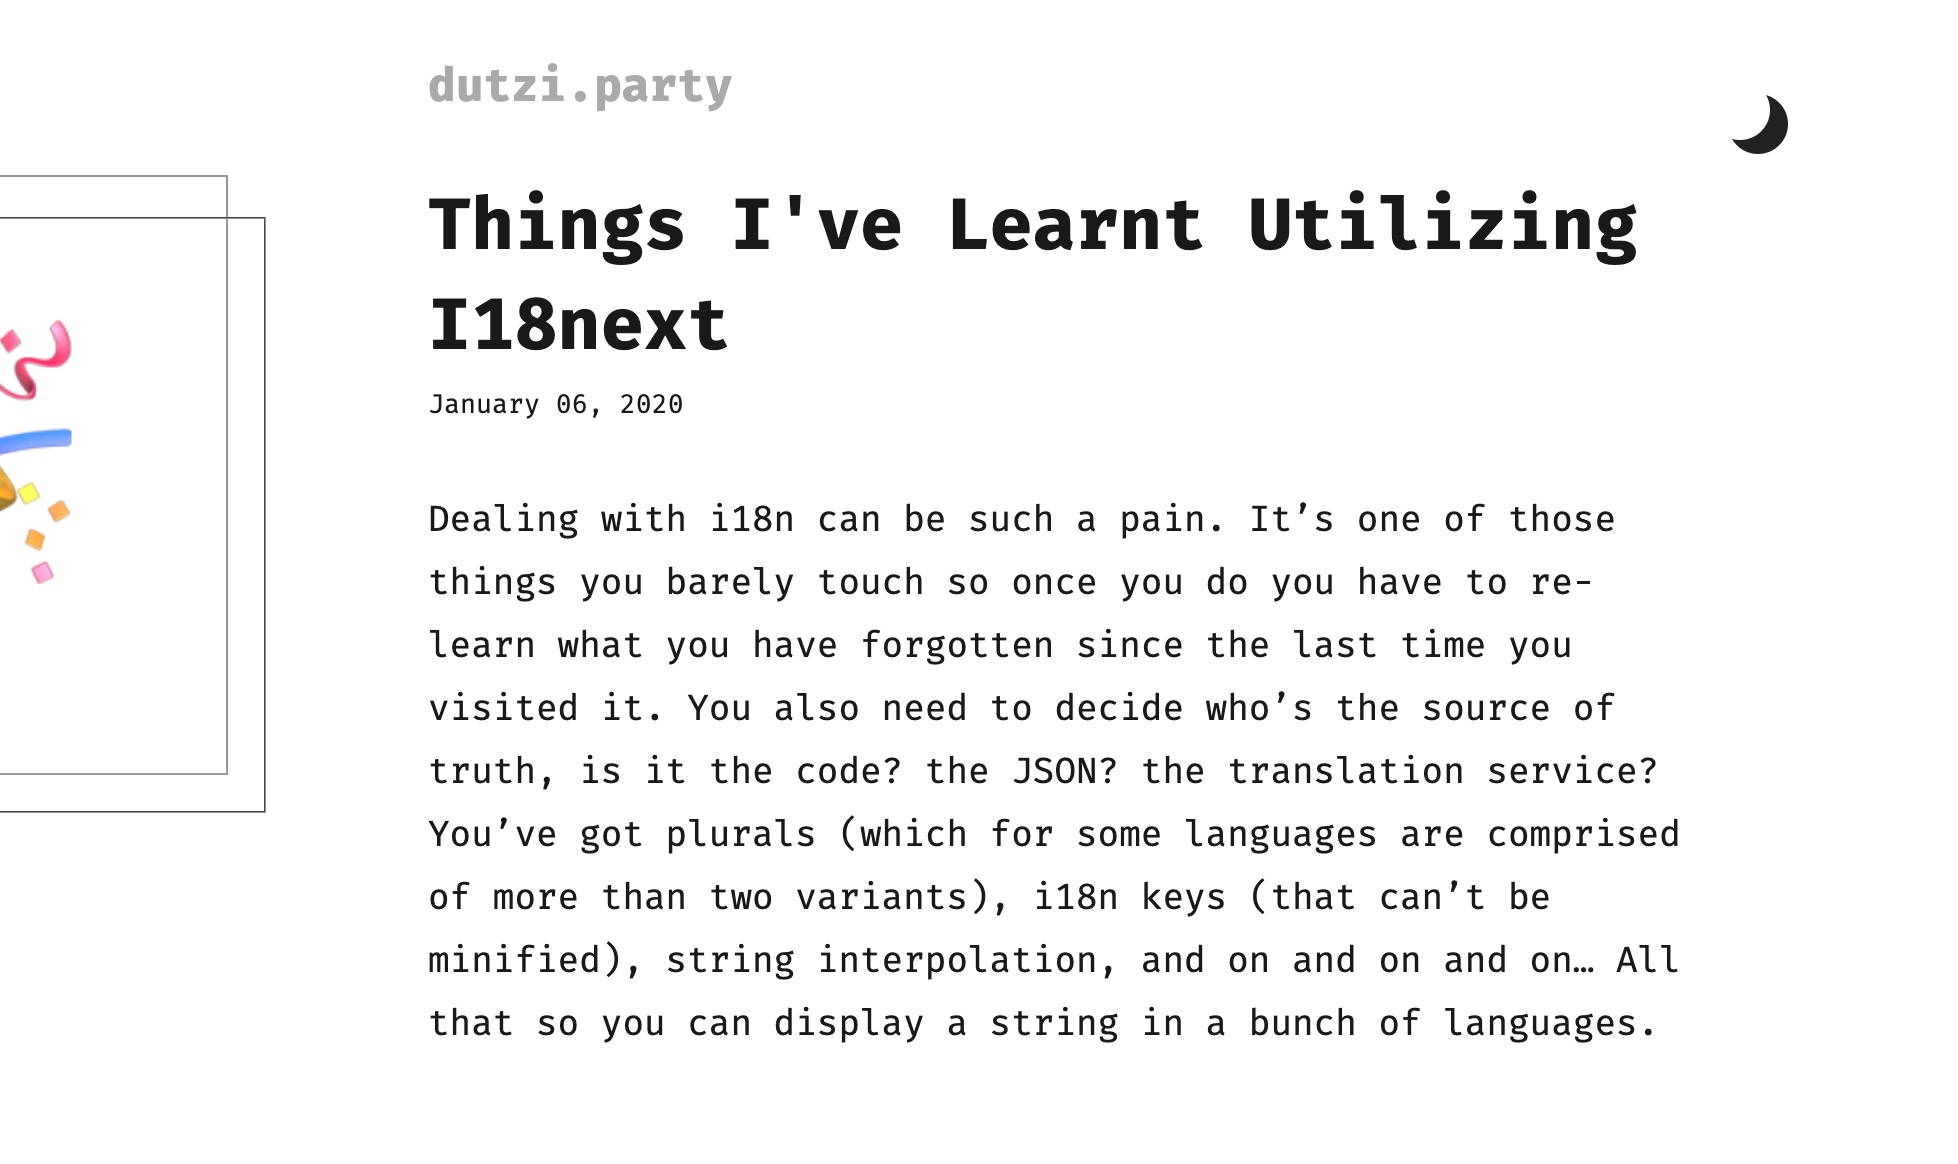 dutzi.party
Things I've Learnt Utilizing
I18next
January 06, 2020
Dealing with i18n can be such a pain. It’s one of those
things you barely touch so once you do you have to re-
learn what you have forgotten since the last time you
visited it. You also need to decide who’s the source of
truth, is it the code? the JSON? the translation service?
You’ve got plurals (which for some languages are comprised
of more than two variants), i18n keys (that can’t be
minified), string interpolation, and on and on and on… All
that so you can display a string in a bunch of languages.